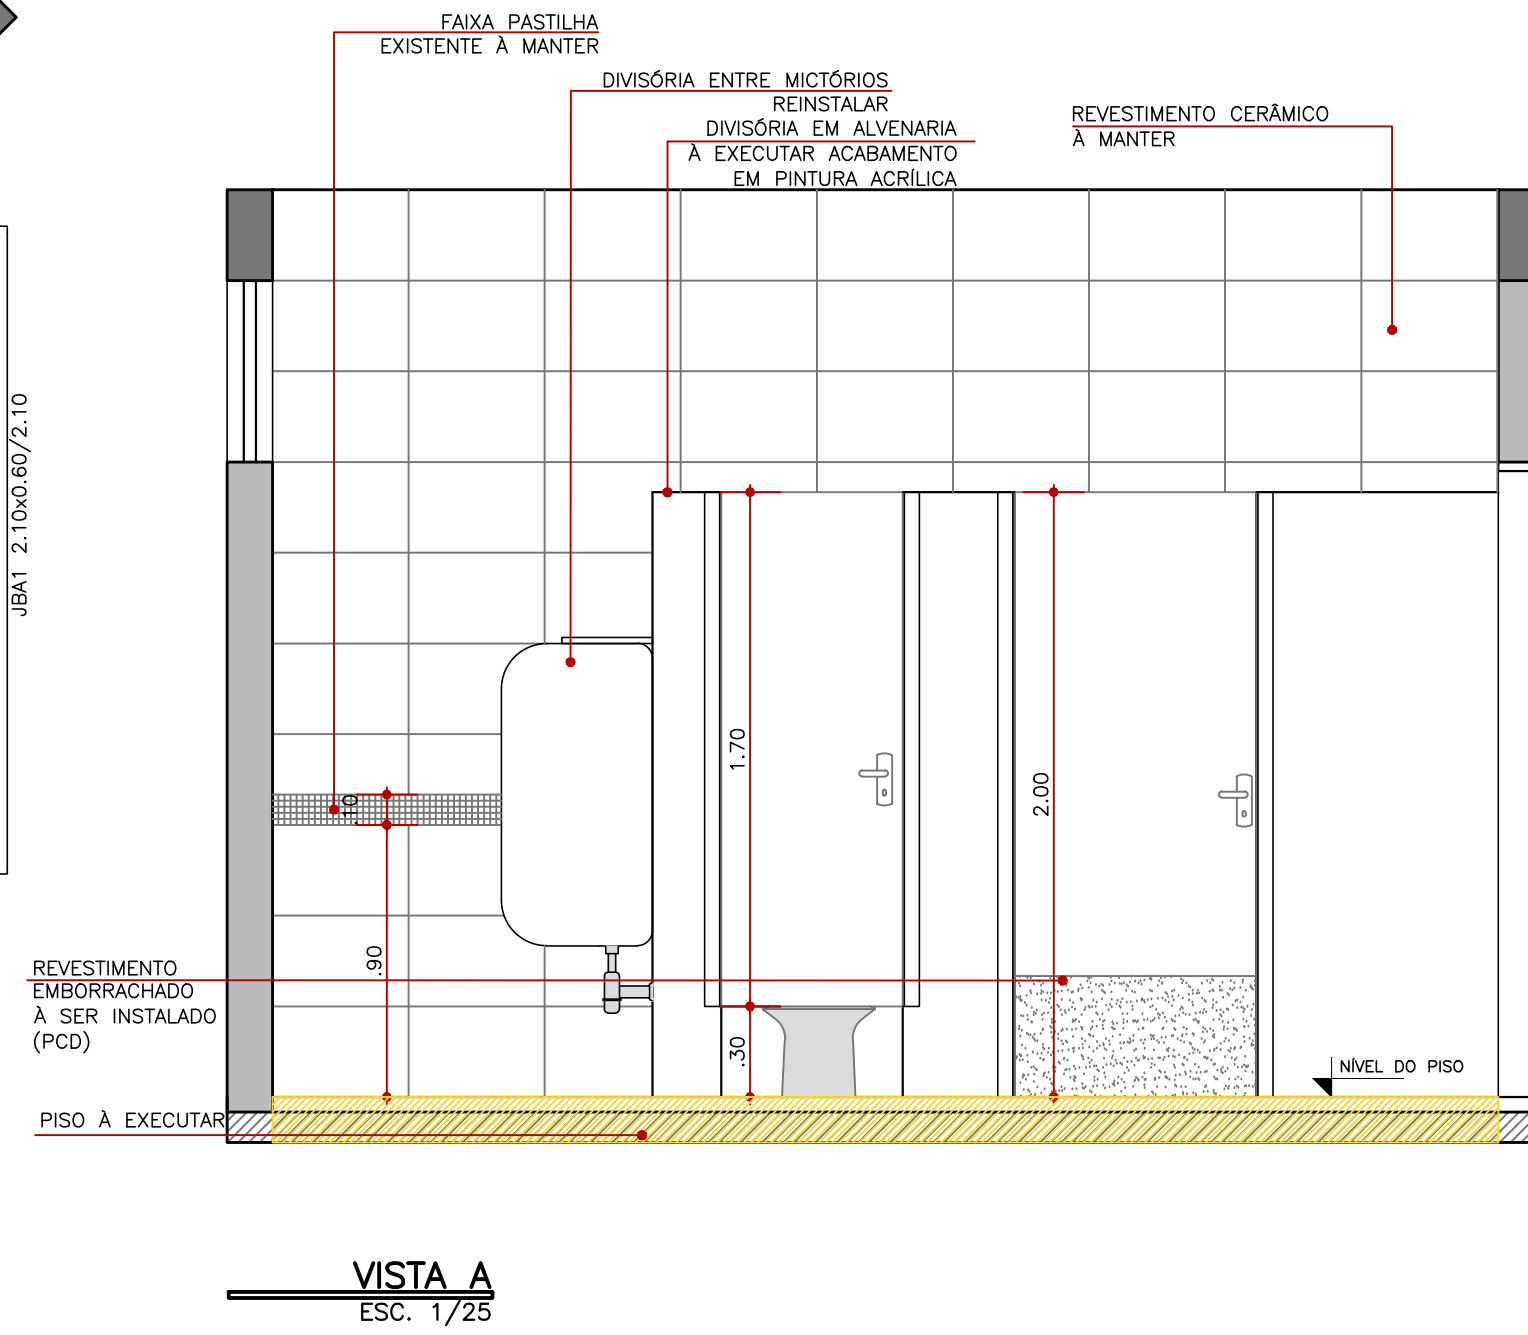 FAIXA PASTILHA
EXISTENTE À MANTER
DIVISÓRIA ENTRE MICTÓRIOS
REINSTALAR
DIVISÓRIA EM ALVENARIA
À EXECUTAR ACABAMENTO
EM PINTURA ACRÍLICA
REVESTIMENTO CERÂMICO
À MANTER
JBA1 2.10x0.60/2.10
.10
.90
1.70
.30
2.00
REVESTIMENTO
EMBORRACHADO
À SER INSTALADO
(PCD)
NÍVEL DO PISO
PISO À EXECUTAR
VISTA A
ESC. 1/25